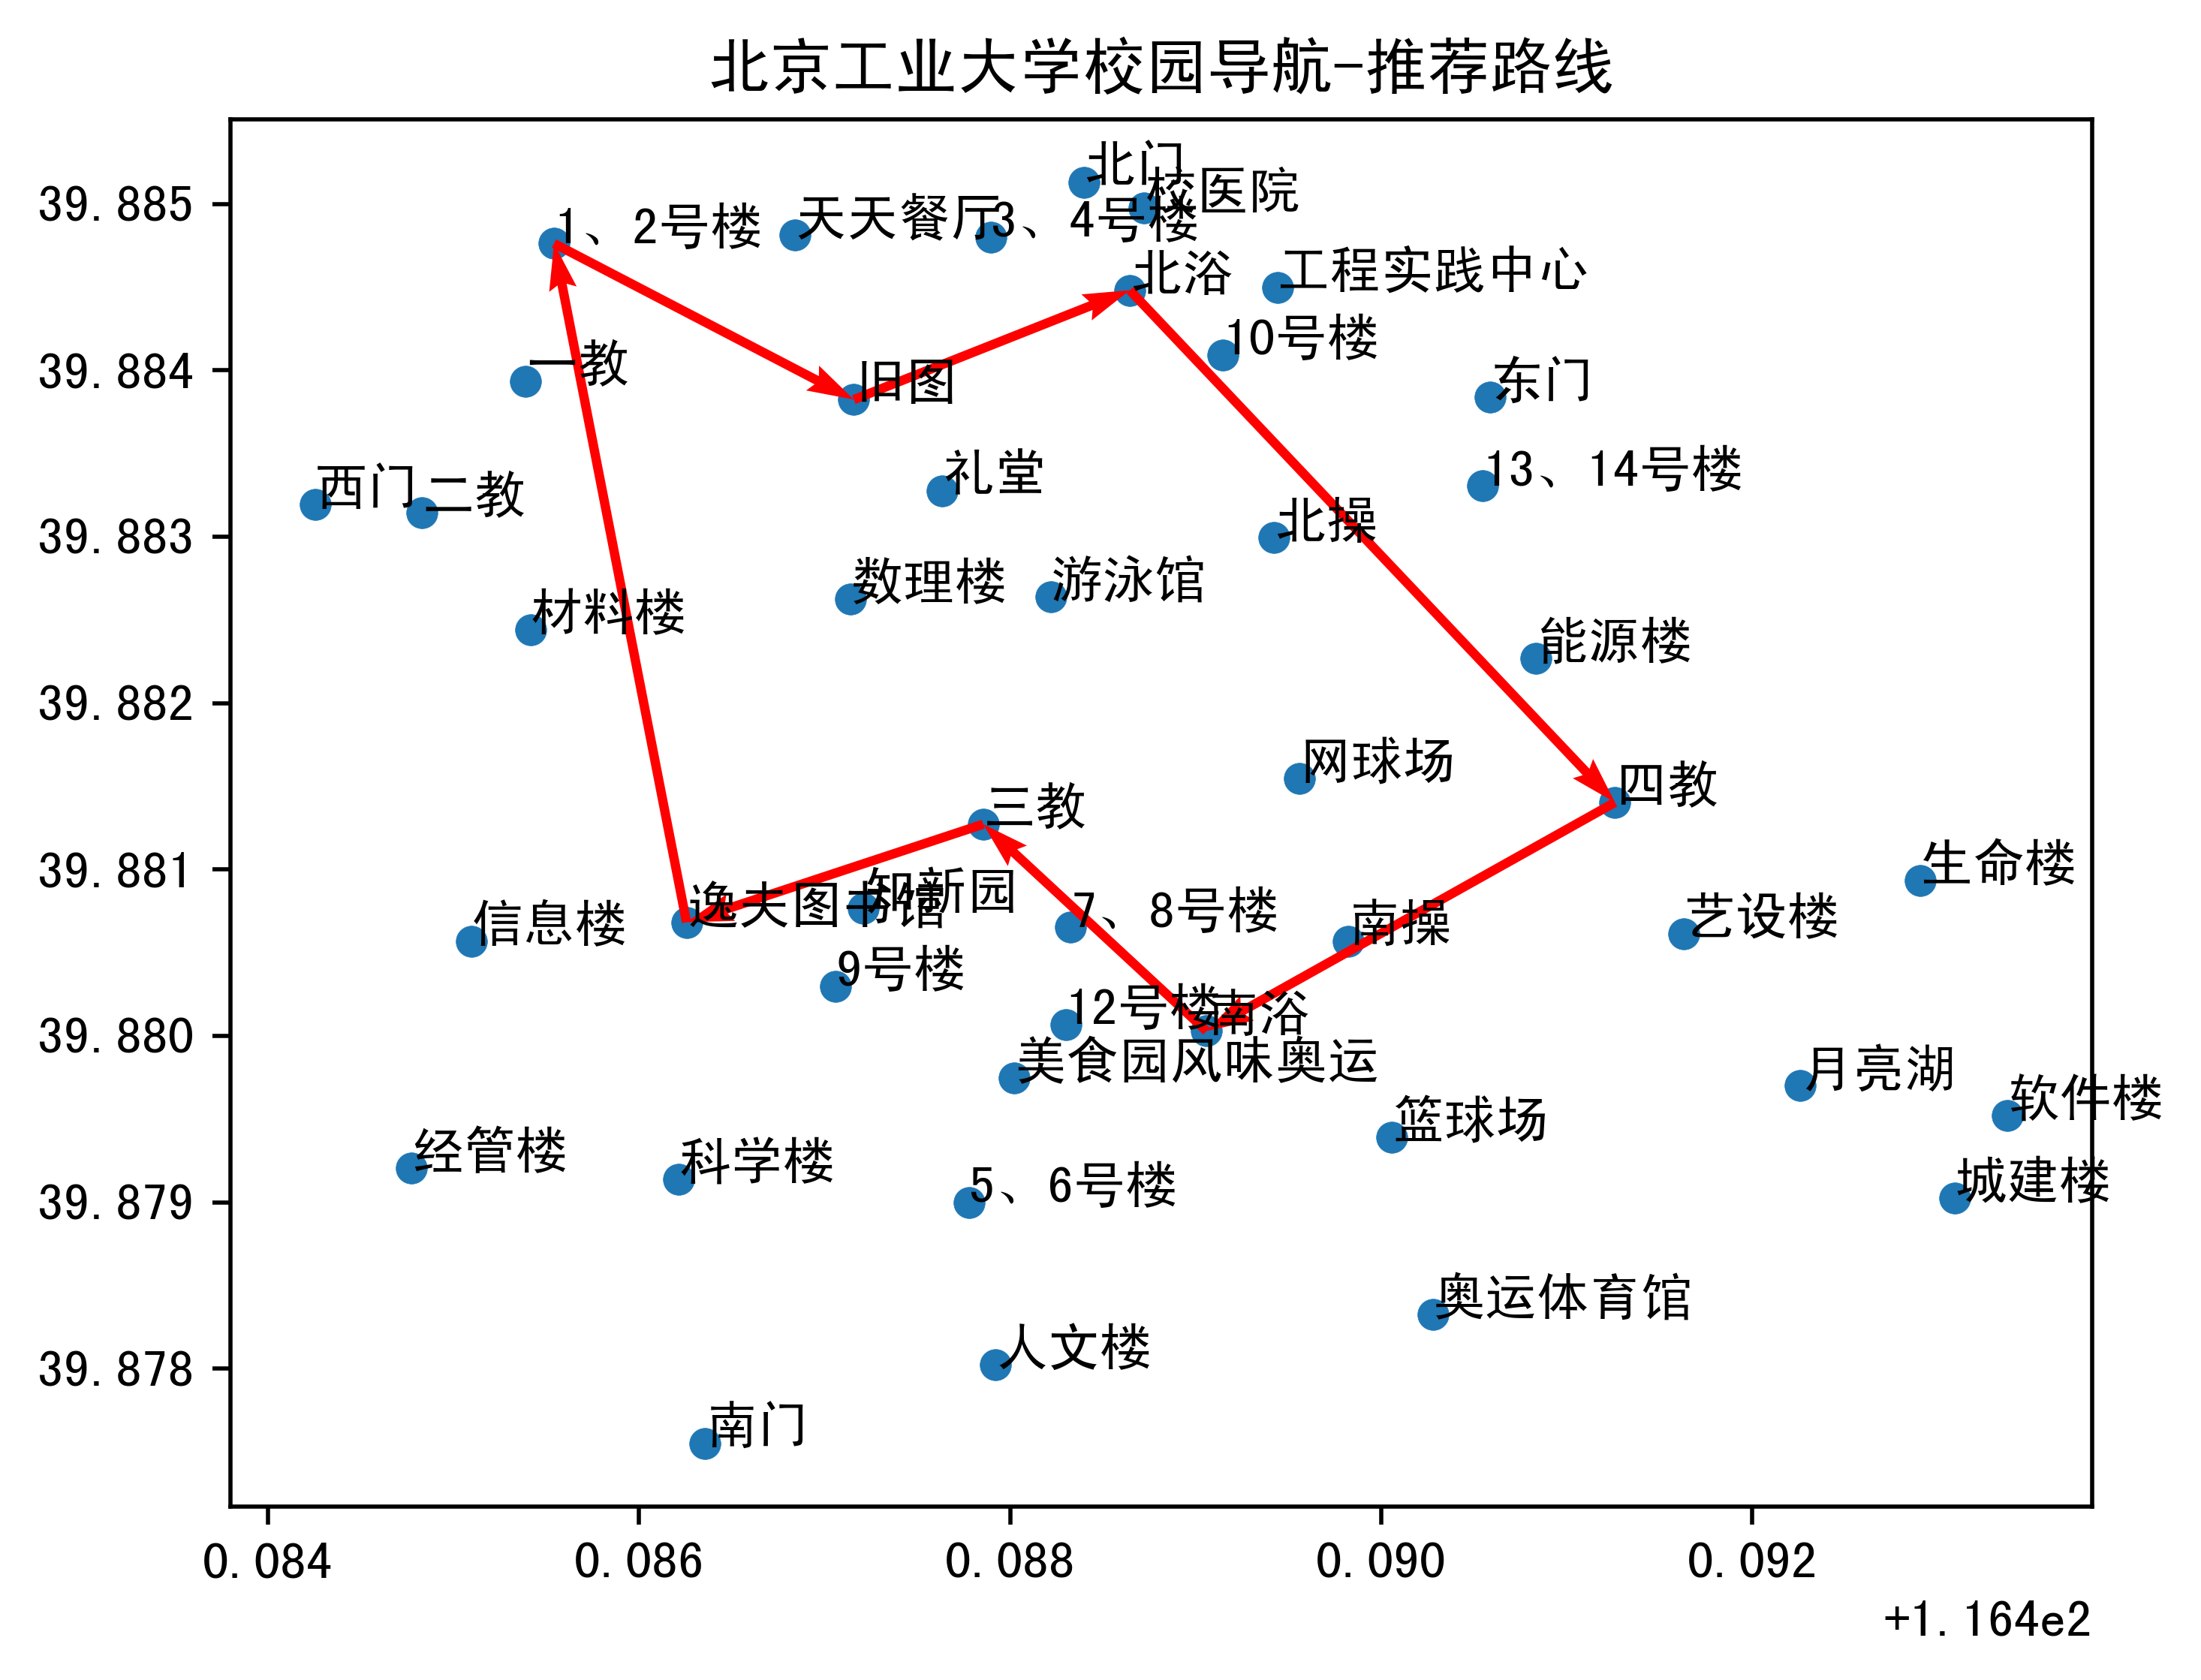 北京工业大学校园导航-推荐路线
北门
校医院
39.885
1、2号楼
天天餐厅
3、4号楼
北浴
工程实践中心
10号楼
39.884
一教
旧图
东门
西门
二教
礼堂
13、14号楼
39.883
北操
材料楼
数理楼
游泳馆
能源楼
39.882
网球场
四教
三教
39.881
生命楼
信息楼
逸夫图书馆
知新园
7、8号楼
南操
艺设楼
9号楼
39.880
12号楼
南浴
美食园风味奥运
月亮湖
软件楼
篮球场
经管楼
科学楼
39.879
5、6号楼
城建楼
奥运体育馆
39.878
人文楼
南门
0.084
0.086
0.088
0.090
0.092
+1.164e2